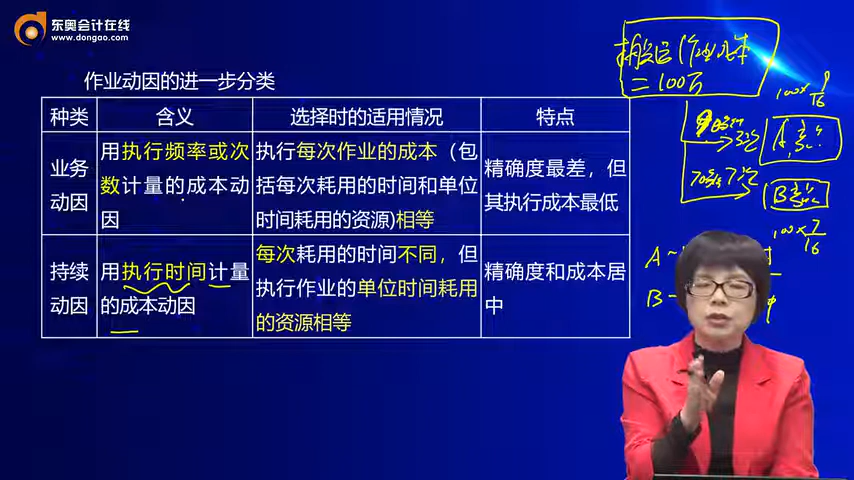 东奥会计在线
www.dongao.com
作业动因的进一步分类
种类 含义 选择时的适用情况 特点
业务动因
用执行频率或次数计量的成本动因
执行每次作业的成本（包括每次耗用的时间和单位时间耗用的资源)相等
精确度最差，但其执行成本最低
持续动因
用执行时间计量的成本动因
每次耗用的时间不同，但执行作业的单位时间耗用的资源相等
精确度和成本居中
作业成本
=100万
A
B
100×7/16
A
B